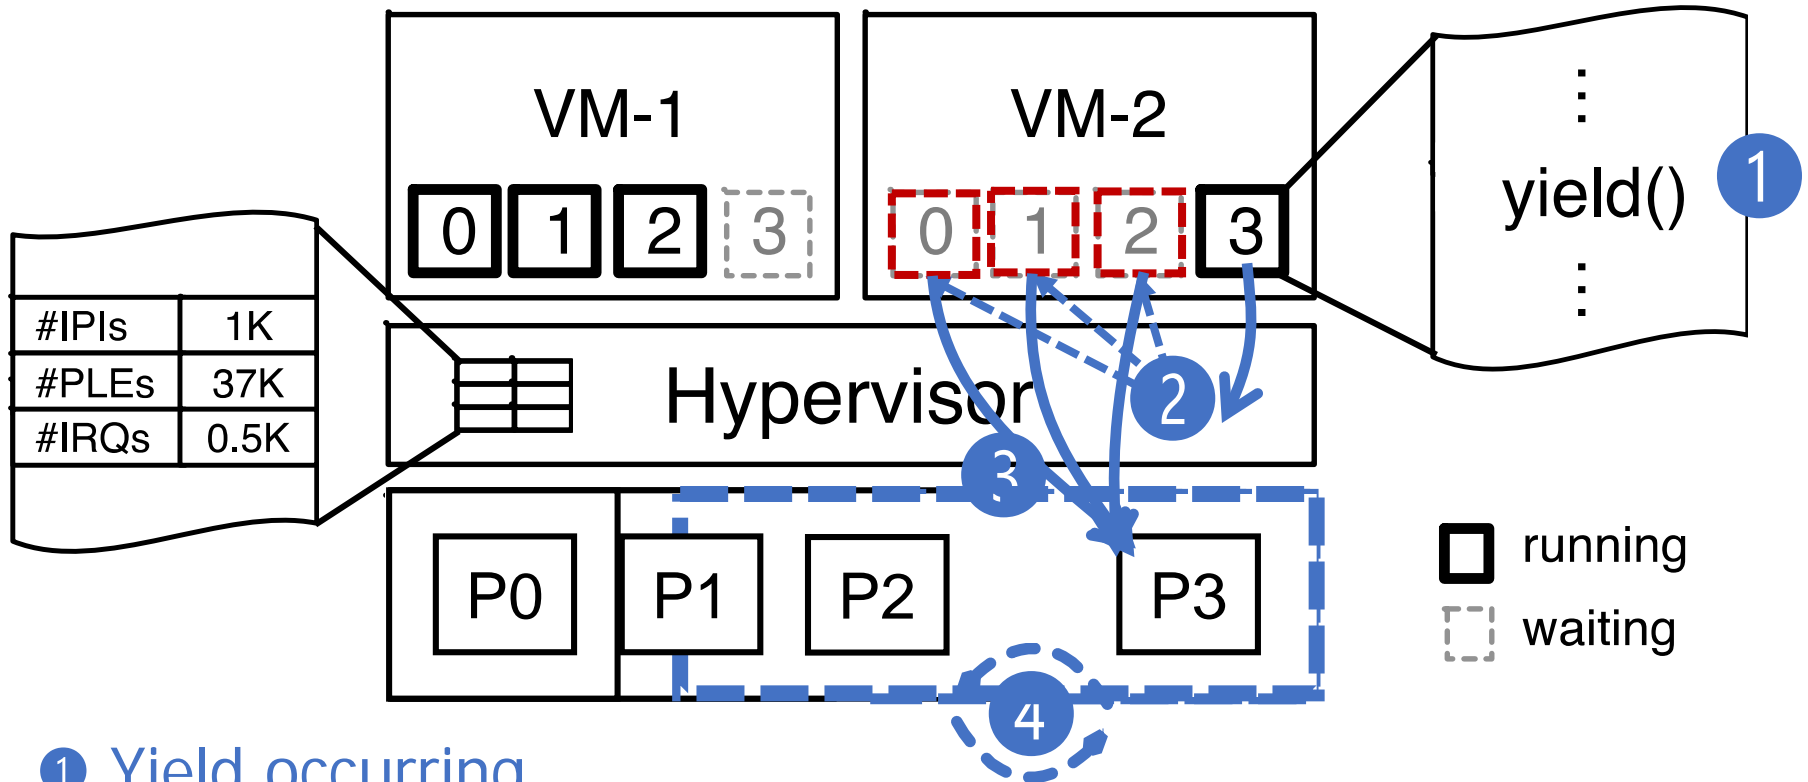 VM-1
VM-2
⋮
yield()
⋮
1
0 1 2 3
0 1 2 3
#IPIs 1K
#PLEs 37K
#IRQs 0.5K
Hypervisor
2
3
P0
P1
P2
P3
4
running
waiting
1 Yield occurring